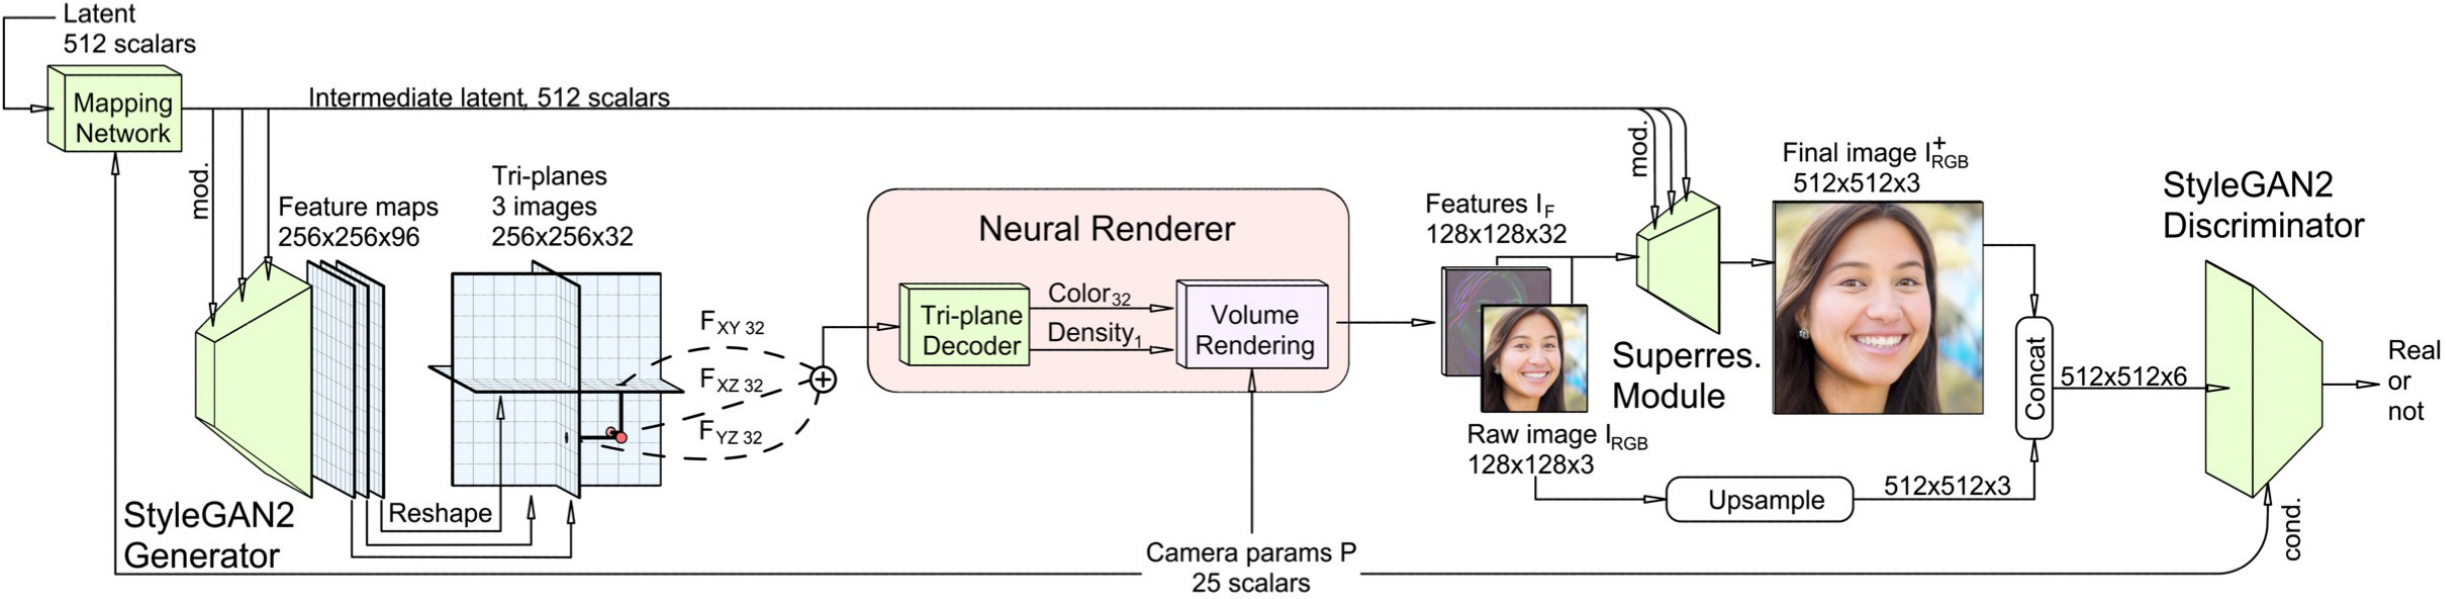 Latent
512 scalars
Mapping
Network
Intermediate latent, 512 scalars
mod.
Feature maps
256x256x96
StyleGAN2
Generator
Reshape
Tri-planes
3 images
256x256x32
F XY 32
F XZ 32
F YZ 32
Neural Renderer
Tri-plane
Decoder
Color32
Density1
Volume
Rendering
Camera params P
25 scalars
Features IF
128x128x32
Raw image IRGB
128x128x3
mod.
Superres.
Module
Upsample
512x512x3
Final image I+RGB
512x512x3
Concat
512x512x6
StyleGAN2
Discriminator
cond.
Real
or
not